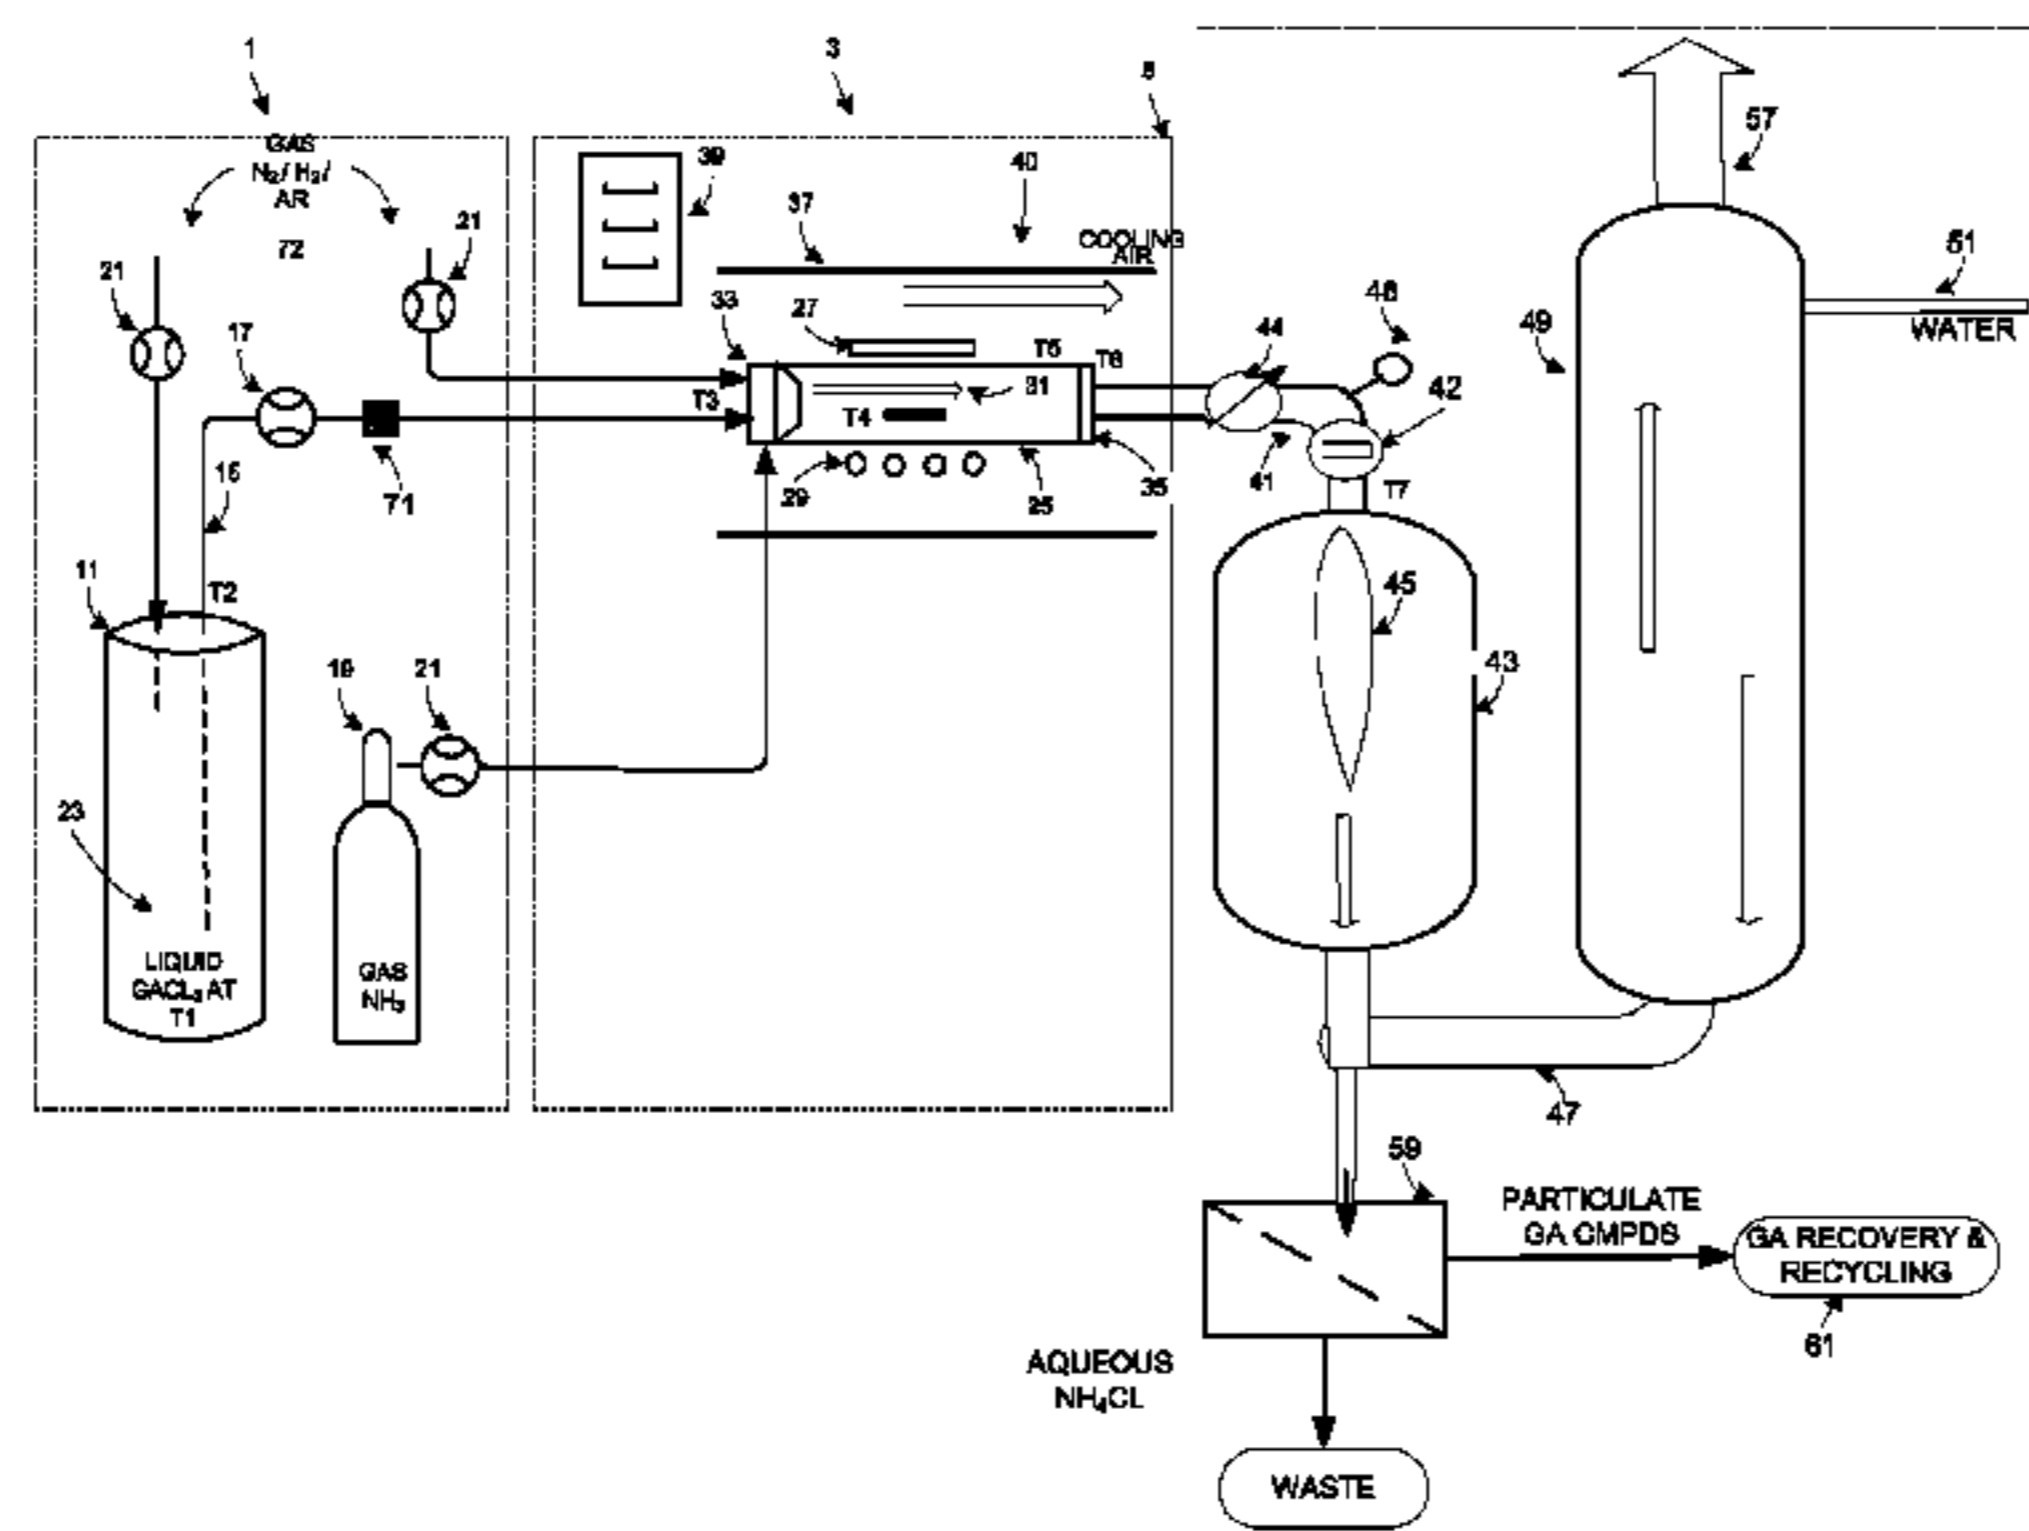 1
3
5
GAS
N₂/ H₂/
AR
72
21
21
17
15
71
11
T2
19
21
23
LIQUID
GACL₃ AT
T1
GAS
NH₃
39
40
37
COOLING
AIR
33
27
T5
T6
31
T3
T4
29
25
35
44
46
42
41
T7
45
43
49
57
51
WATER
47
59
PARTICULATE
GA CMPDS
GA RECOVERY &
RECYCLING
61
AQUEOUS
NH₄CL
WASTE